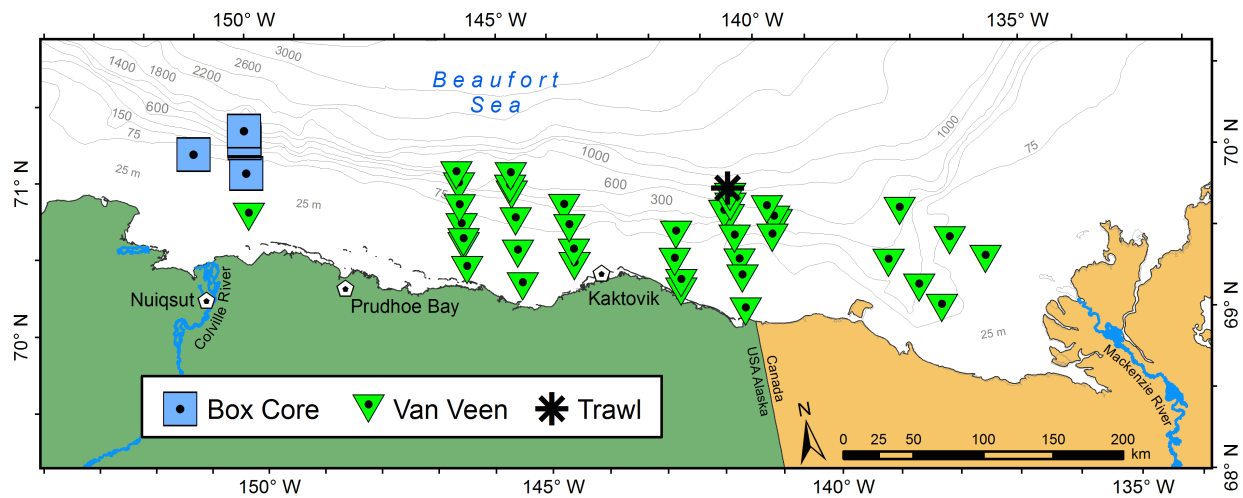 150° W 145° W 140° W 135° W
3000
2600
2200
1800
1400
Beaufort
Sea
600
150
75
1000
75
1000
600
300
75
25 m
25 m
71° N
70° N
70° N
69° N
68° N
Nuiqsut
Colville River
Prudhoe Bay
Kaktovik
25 m
USA Alaska
Canada
Mackenzie River
Box Core Van Veen Trawl
N
0 25 50 100 150 200
km
150° W 145° W 140° W 135° W